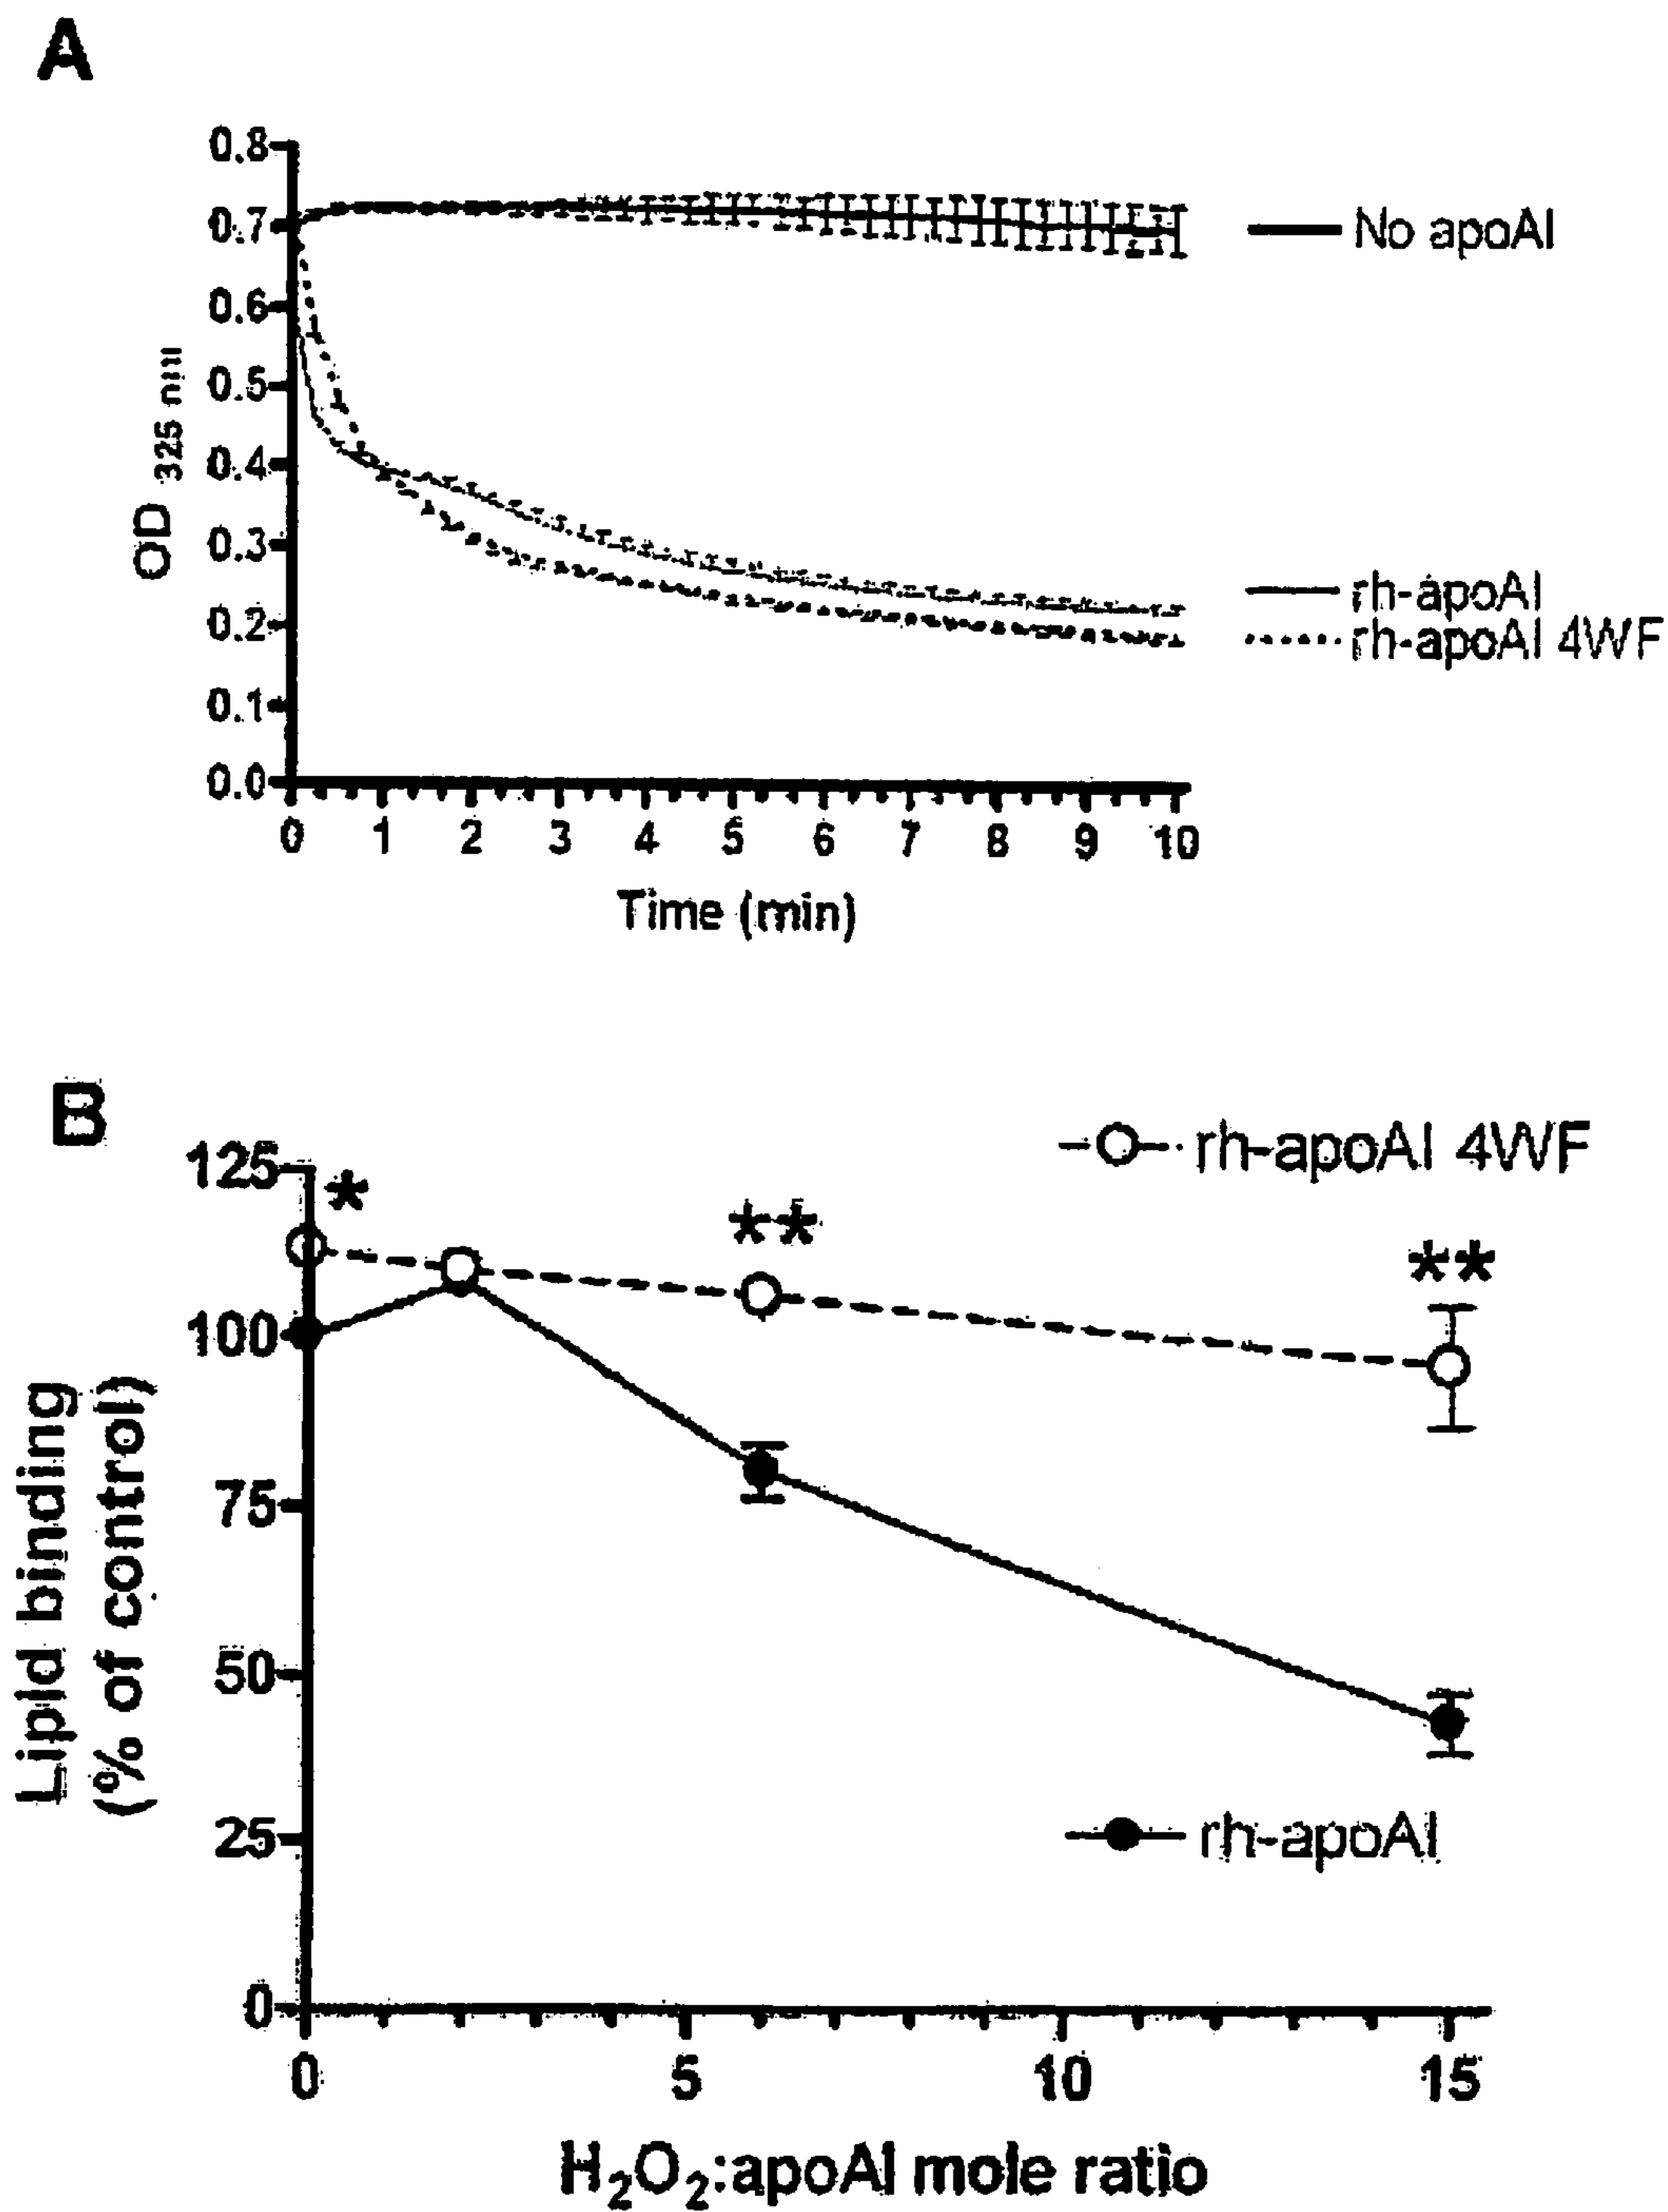 A
0.8
0.7
0.6
0.5
0.4
0.3
0.2
0.1
0.0
OD 325 nm
0 1 2 3 4 5 6 7 8 9 10
Time (min)
No apoAI
rh-apoAI
rh-apoAI 4WF
B
rh-apoAI 4WF
125
100
75
50
25
0
*
**
**
Lipid binding
(% of control)
rh-apoAI
0 5 10 15
H₂O₂:apoAI mole ratio